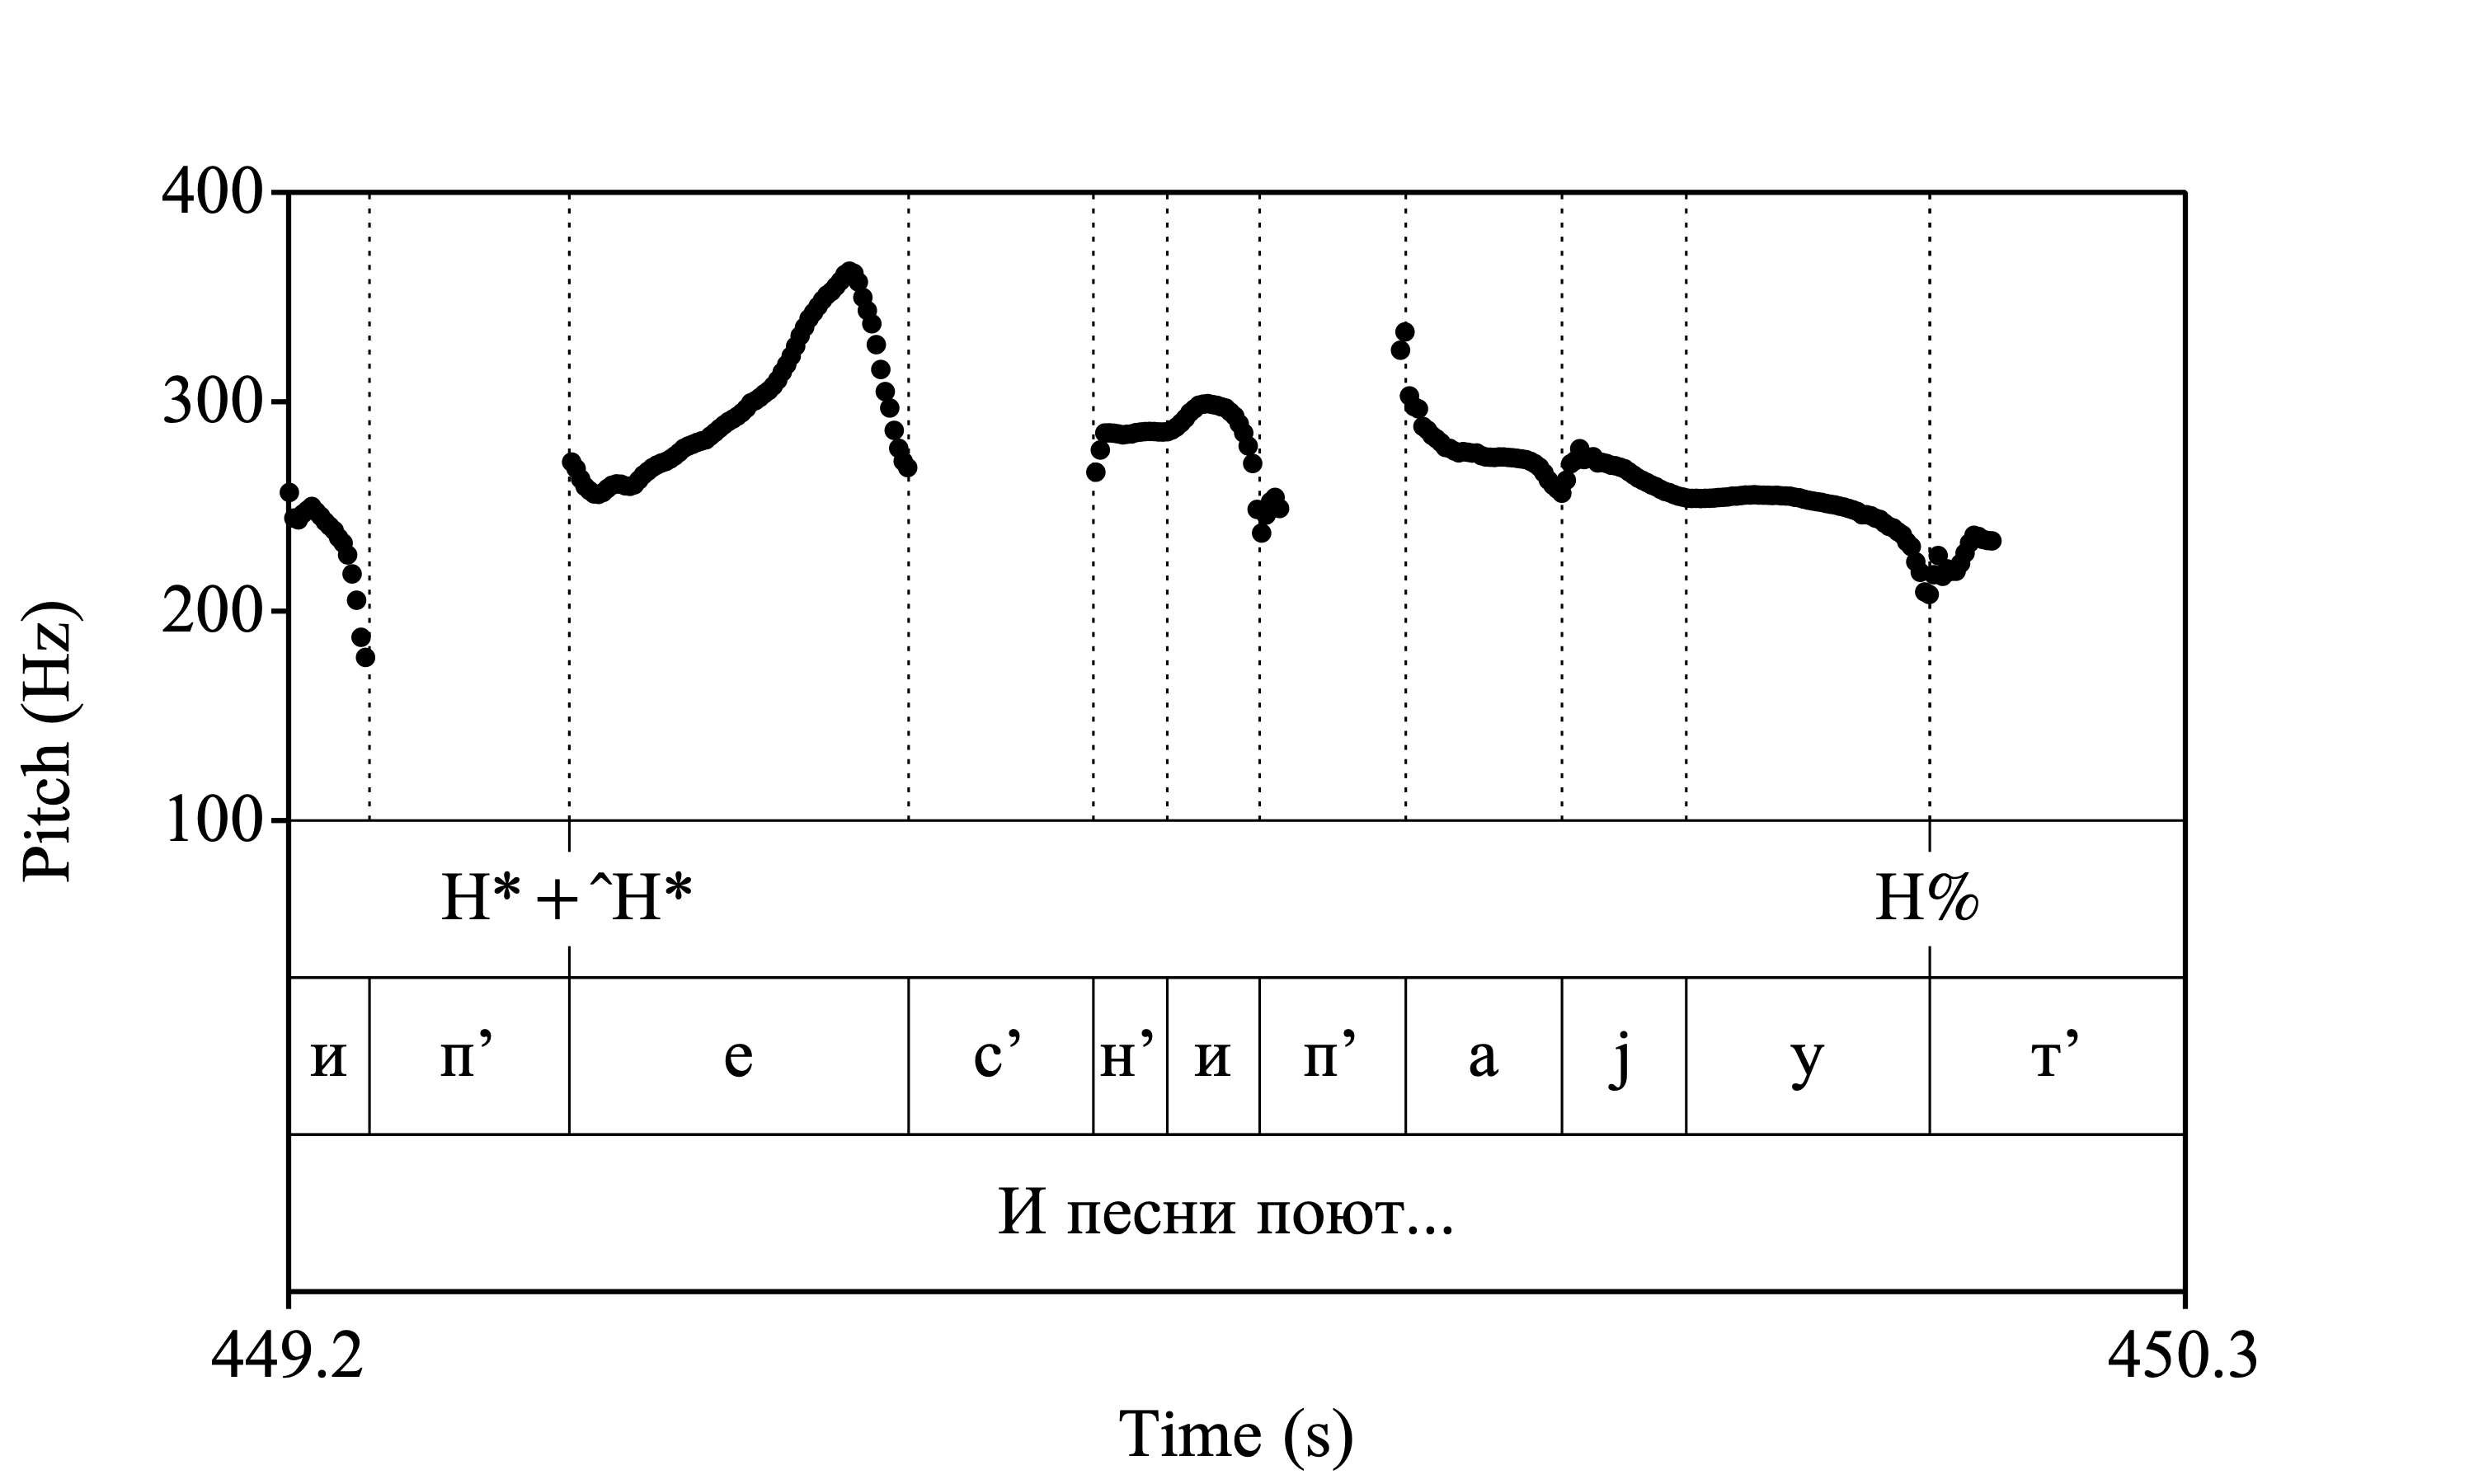 400
300
200
100
Pitch (Hz)
H* + ^H* H%
и п’ е с’ н’ и п’ а j у т’
И песни поют...
449.2 450.3
Time (s)